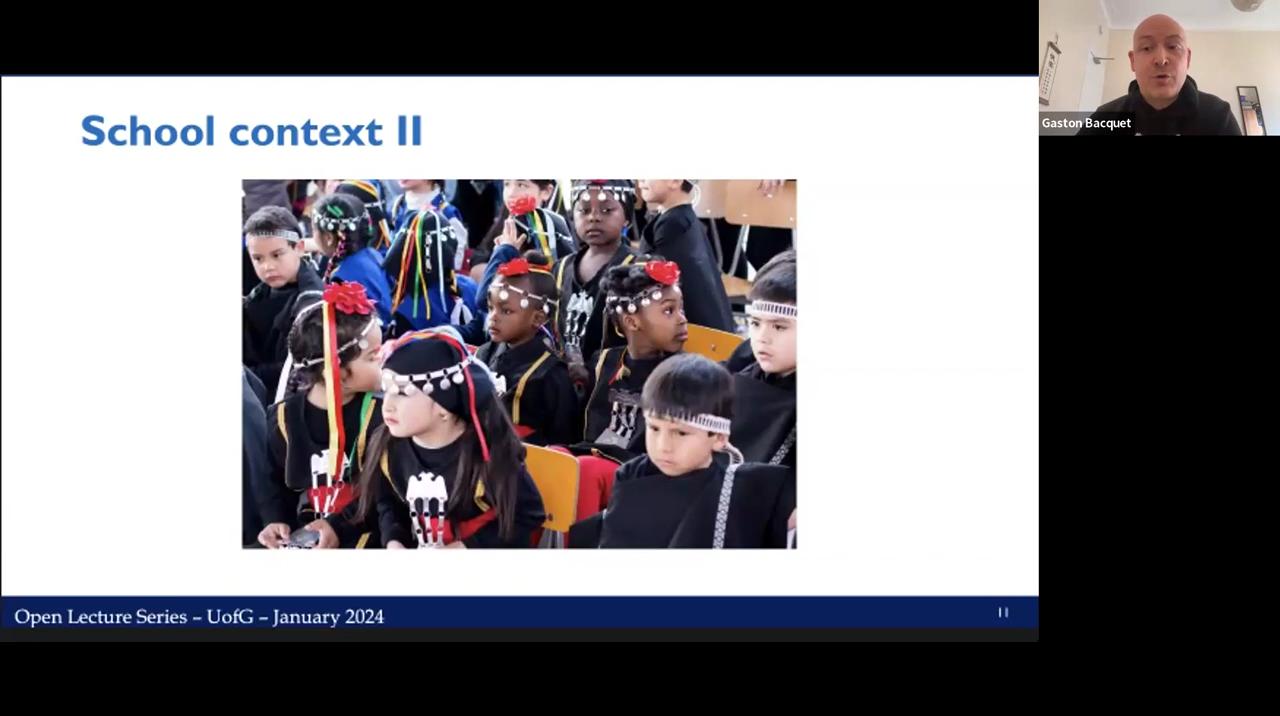 School context II
Gaston Bacquet
Open Lecture Series – UofG – January 2024
11